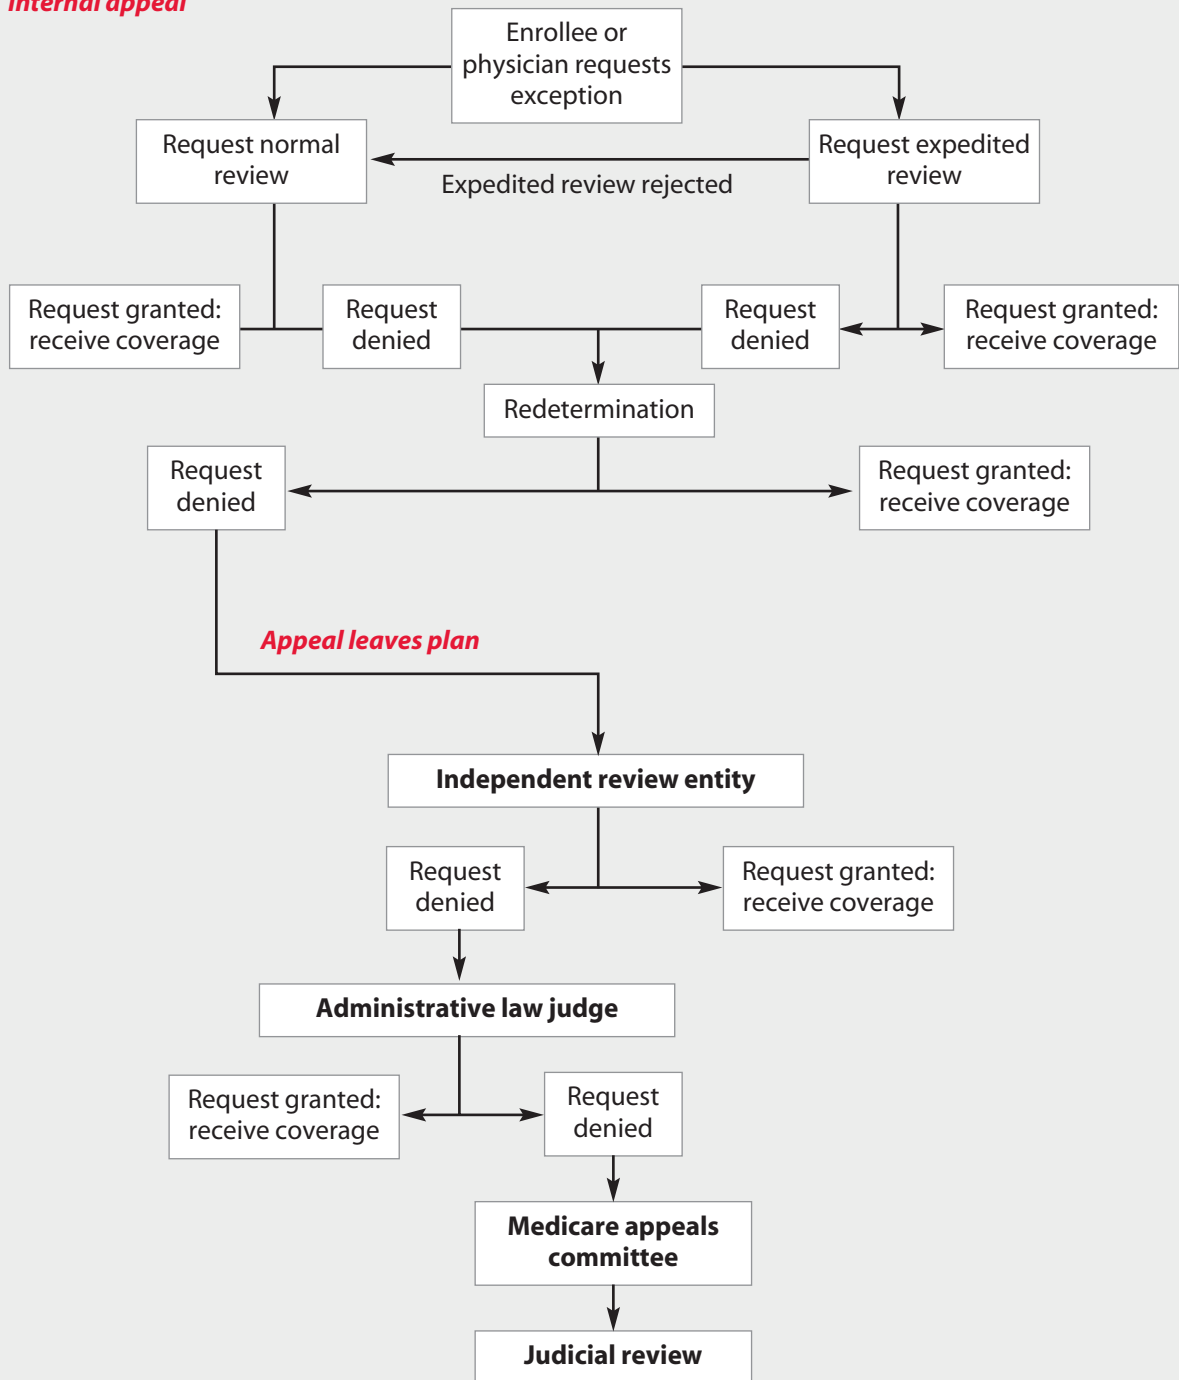 Internal appeal
Enrollee or
physician requests
exception
Request normal
review
Request expedited
review
Expedited review rejected
Request granted:
receive coverage
Request
denied
Request
denied
Request granted:
receive coverage
Redetermination
Request
denied
Request granted:
receive coverage
Appeal leaves plan
Independent review entity
Request
denied
Request granted:
receive coverage
Administrative law judge
Request granted:
receive coverage
Request
denied
Medicare appeals
committee
Judicial review